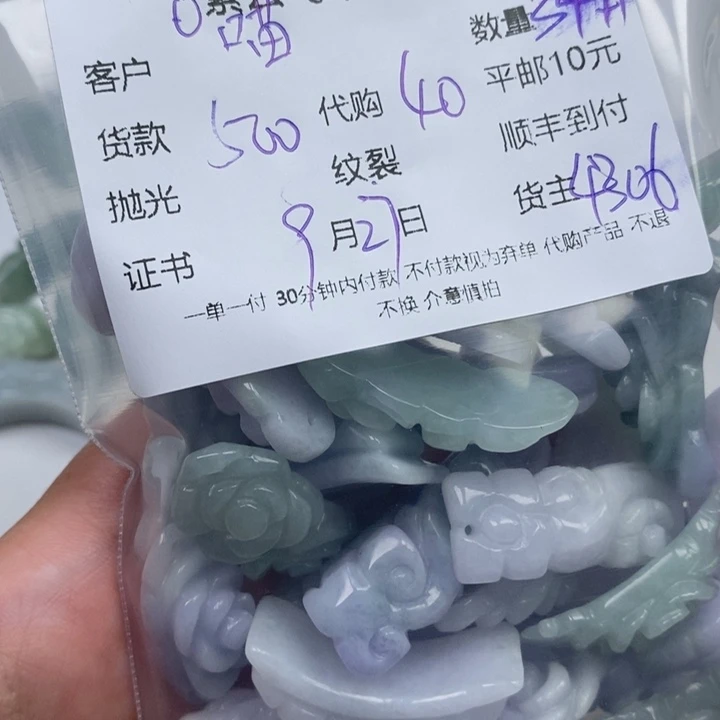 喵 数量
客户 平邮10元
货款 500 代购 40 顺丰到付
抛光 纹裂 货主 4306
证书 9月27日
一单一付 30分钟内付款 不付款视为弃单 代购产品 不退
不换 介意慎拍